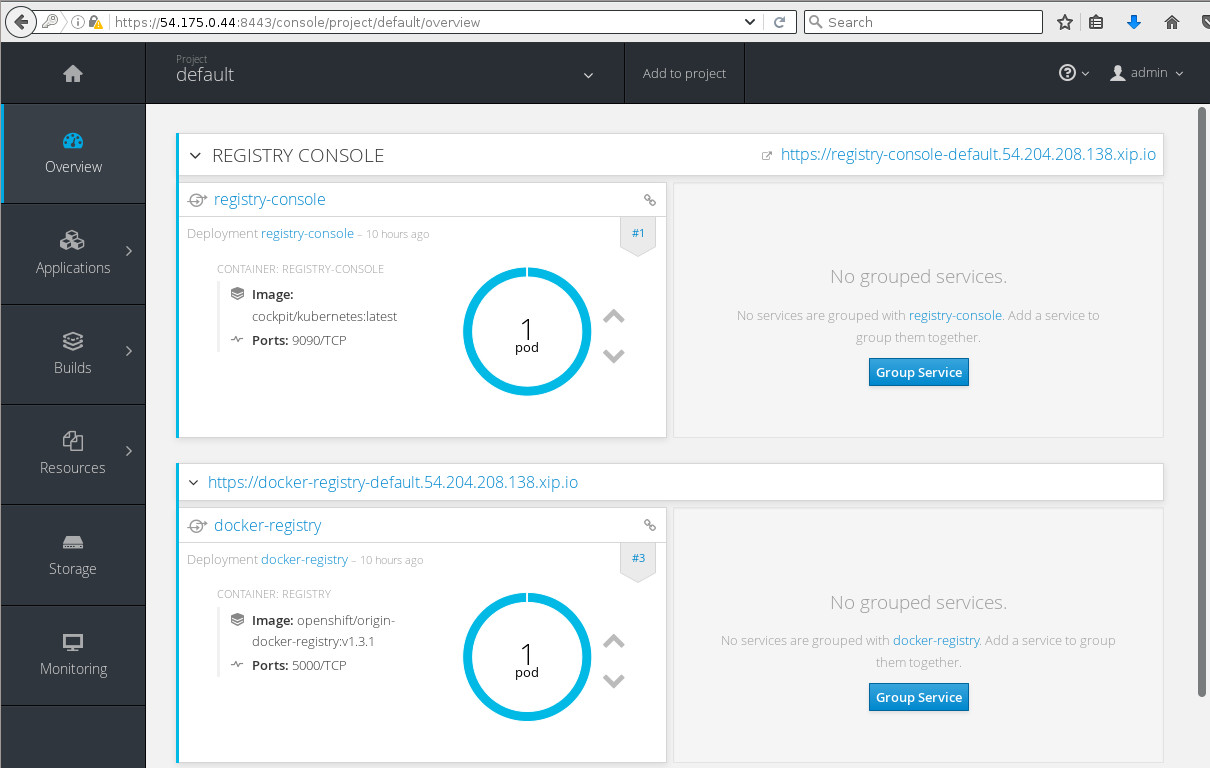 https://54.175.0.44:8443/console/project/default/overview
Search
Project
default
Add to project
admin
Overview
Applications
Builds
Resources
Storage
Monitoring
REGISTRY CONSOLE
https://registry-console-default.54.204.208.138.xip.io
registry-console
Deployment registry-console – 10 hours ago
#1
CONTAINER: REGISTRY-CONSOLE
Image:
cockpit/kubernetes:latest
Ports: 9090/TCP
1
pod
No grouped services.
No services are grouped with registry-console. Add a service to
group them together.
Group Service
https://docker-registry-default.54.204.208.138.xip.io
docker-registry
Deployment docker-registry – 10 hours ago
#3
CONTAINER: REGISTRY
Image: openshift/origin-
docker-registry:v1.3.1
Ports: 5000/TCP
1
pod
No grouped services.
No services are grouped with docker-registry. Add a service to group
them together.
Group Service